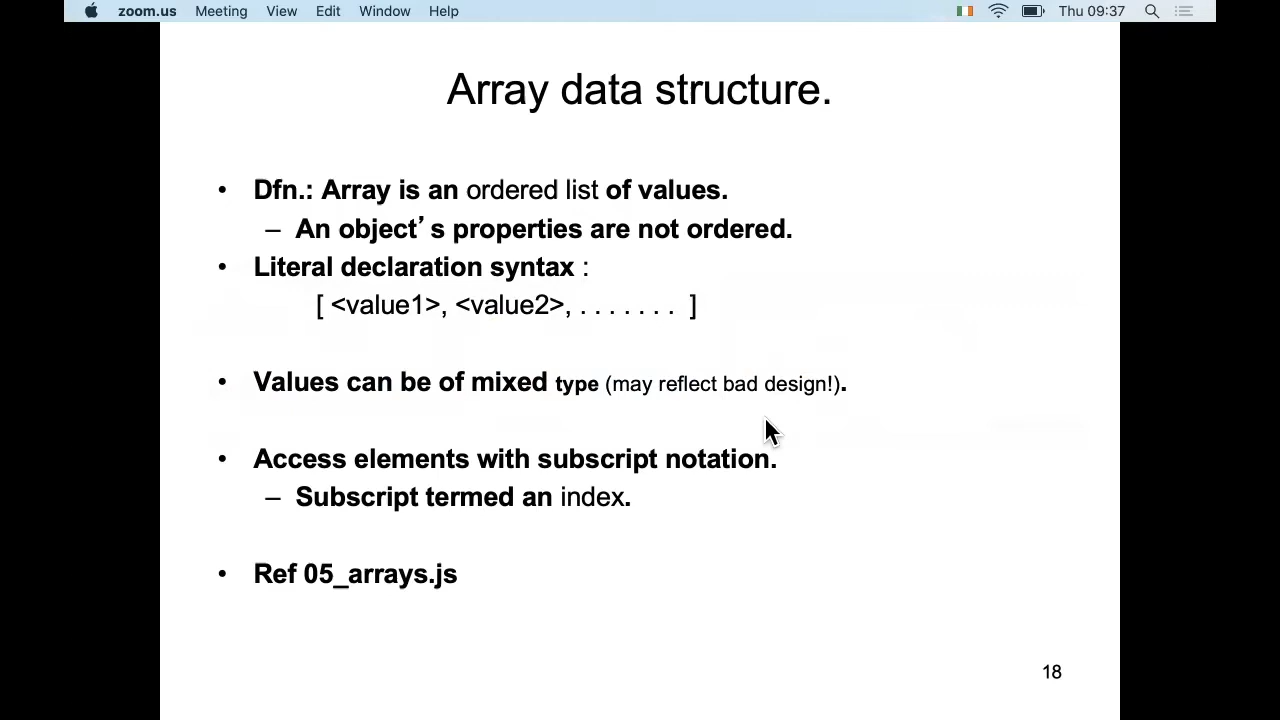 zoom.us Meeting View Edit Window Help Thu 09:37
Array data structure.
• Dfn.: Array is an ordered list of values.
– An object’s properties are not ordered.
• Literal declaration syntax :
[ <value1>, <value2>, . . . . . . . ]
• Values can be of mixed type (may reflect bad design!).
• Access elements with subscript notation.
– Subscript termed an index.
• Ref 05_arrays.js
18